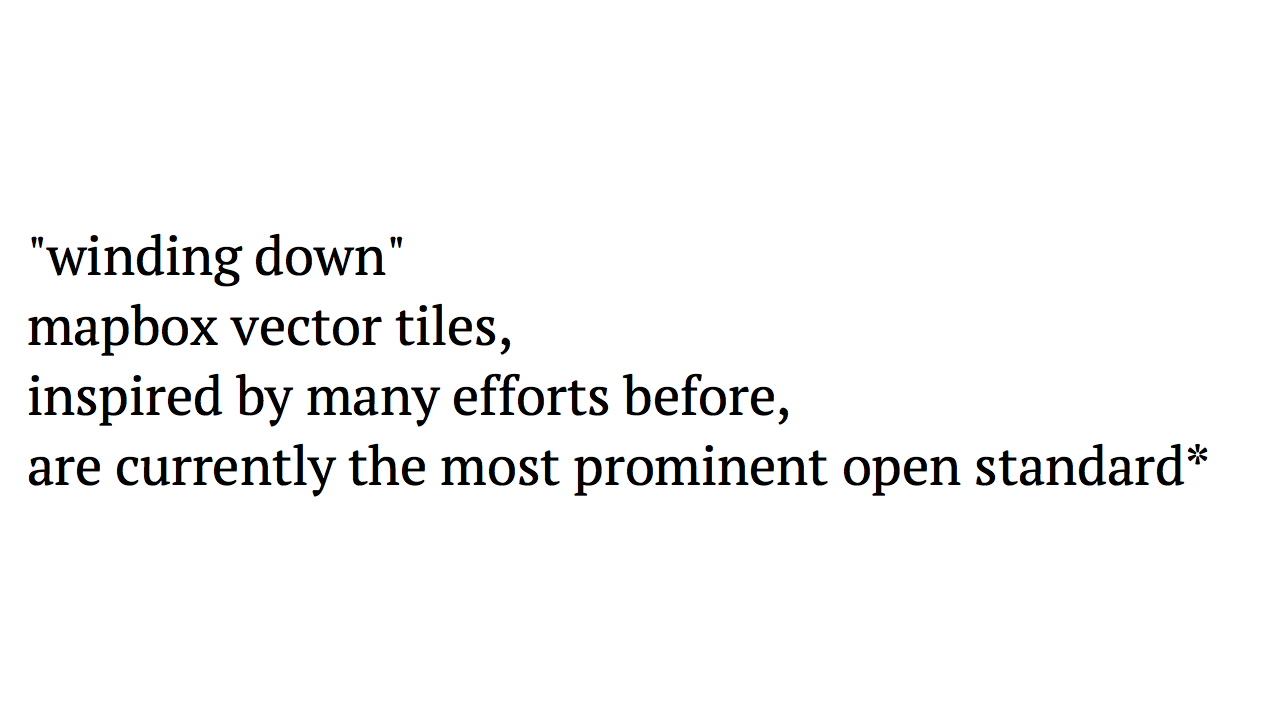 "winding down"
mapbox vector tiles,
inspired by many efforts before,
are currently the most prominent open standard*